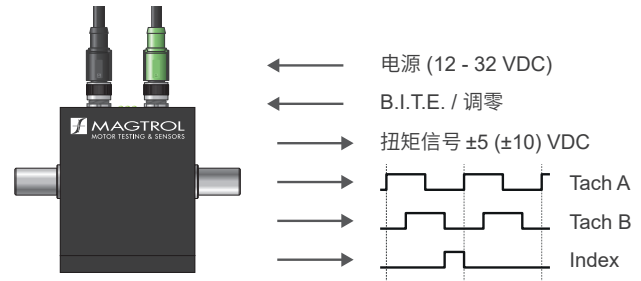 MAGTROL
MOTOR TESTING & SENSORS
电源 (12 - 32 VDC)
B.I.T.E. / 调零
扭矩信号 ±5 (±10) VDC
Tach A
Tach B
Index